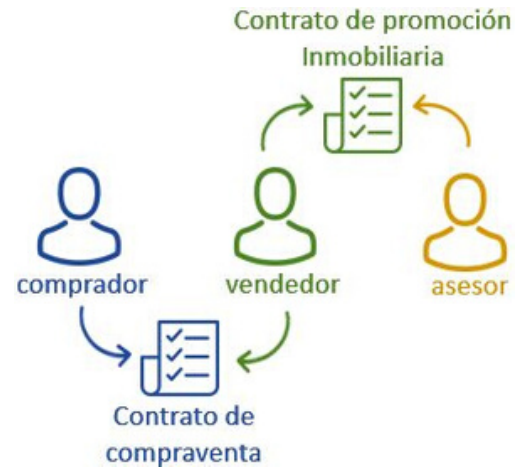 Contrato de promoción
Inmobiliaria
comprador
vendedor
asesor
Contrato de
compraventa